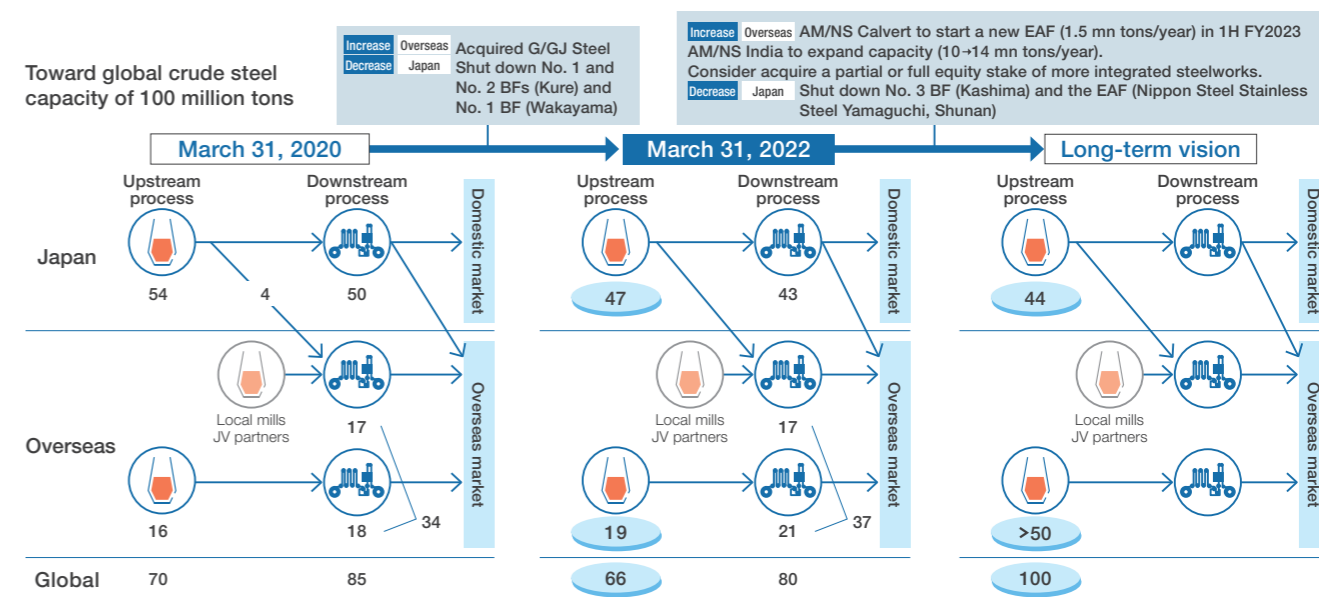 Toward global crude steel
capacity of 100 million tons
Increase Overseas Acquired G/GJ Steel
Decrease Japan Shut down No. 1 and
No. 2 BFs (Kure) and
No. 1 BF (Wakayama)
Increase Overseas AM/NS Calvert to start a new EAF (1.5 mn tons/year) in 1H FY2023
AM/NS India to expand capacity (10→14 mn tons/year).
Consider acquire a partial or full equity stake of more integrated steelworks.
Decrease Japan Shut down No. 3 BF (Kashima) and the EAF (Nippon Steel Stainless
Steel Yamaguchi, Shunan)
March 31, 2020
March 31, 2022
Long-term vision
Upstream
process
Downstream
process
Domestic market
Upstream
process
Downstream
process
Domestic market
Upstream
process
Downstream
process
Domestic market
Japan
54
4
50
47
43
44
Overseas
Local mills
JV partners
17
16
18
34
Overseas market
Local mills
JV partners
17
19
21
37
Overseas market
Local mills
JV partners
>50
Overseas market
Global
70
85
66
80
100